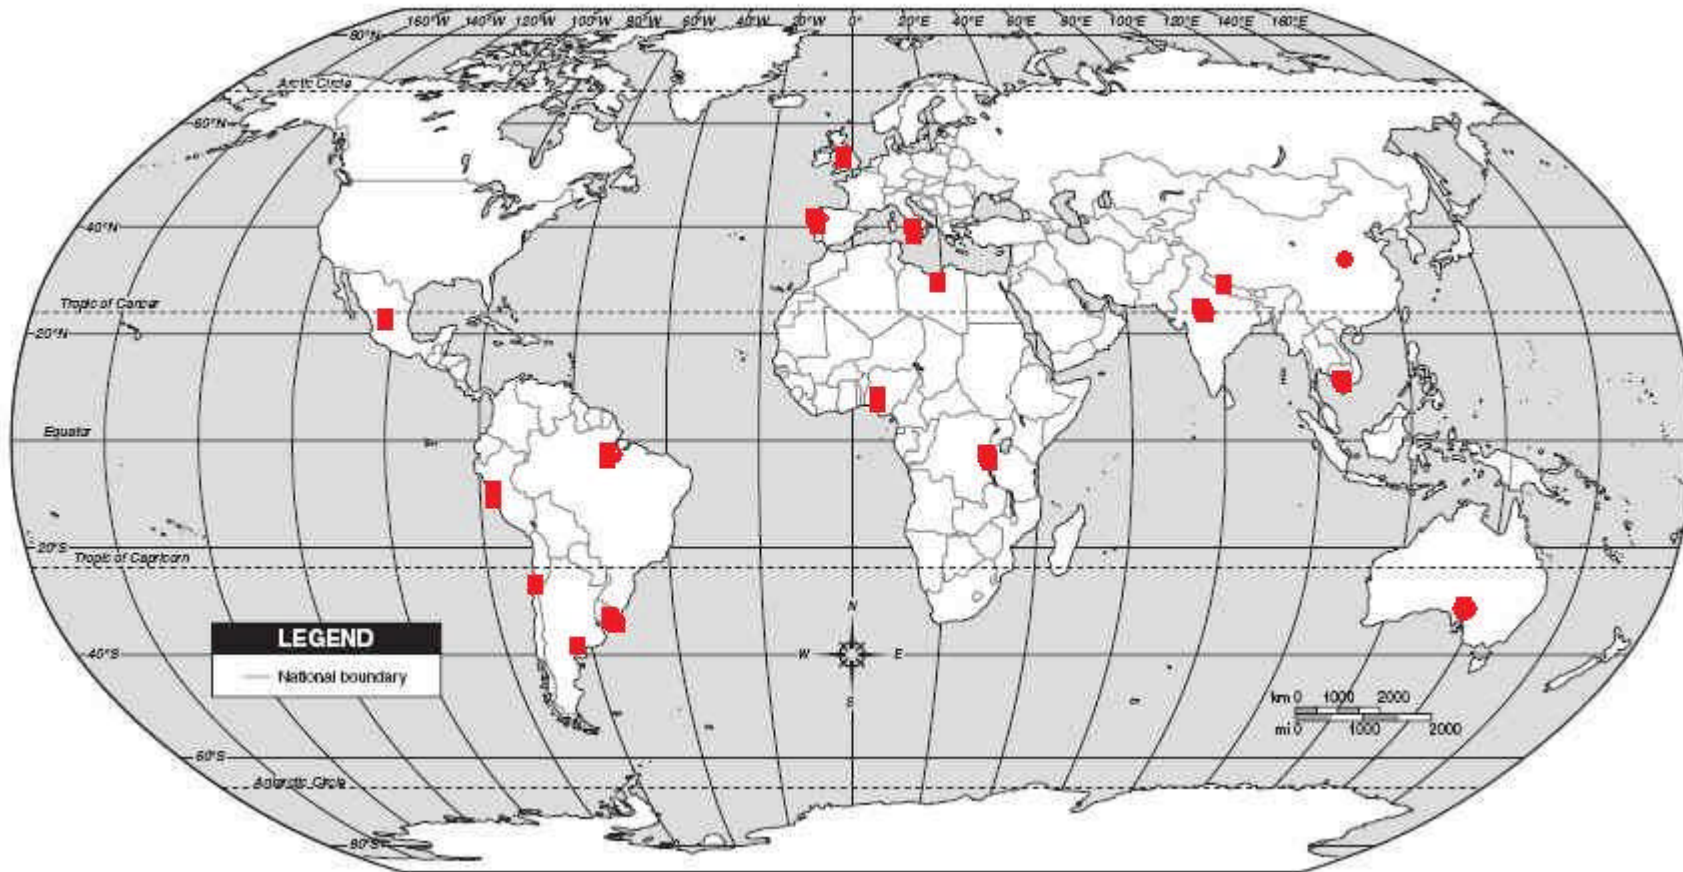 160°W 140°W 120°W 100°W 80°W 60°W 40°W 20°W 0° 20°E 40°E 60°E 80°E 100°E 120°E 140°E 160°E
80°N
Arctic Circle
60°N
40°N
Tropic of Cancer
20°N
Equator
20°S
Tropic of Capricorn
N
W E
S
LEGEND
National boundary
40°S
km 0 1000 2000
mi 0 1000 2000
60°S
Antarctic Circle
80°S